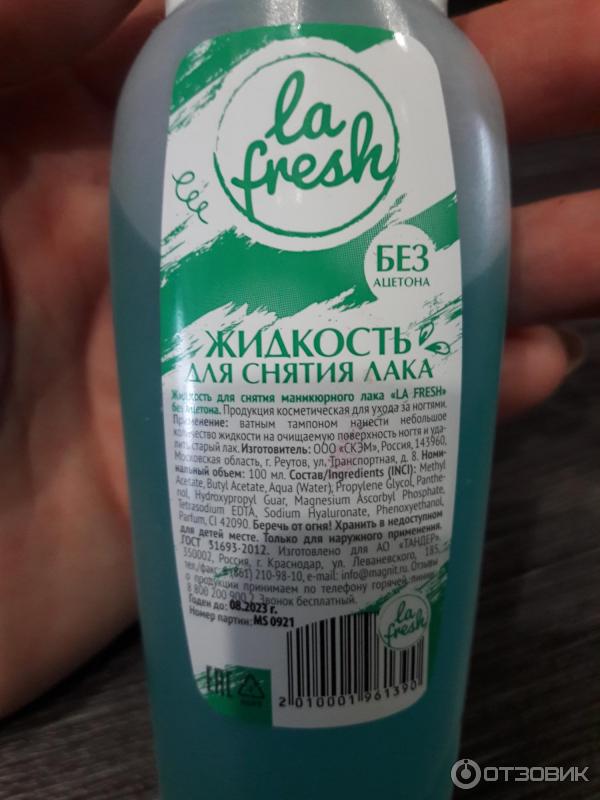 la
fresh
БЕЗ
АЦЕТОНА
ЖИДКОСТЬ
ДЛЯ СНЯТИЯ ЛАКА
Жидкость для снятия маникюрного лака «LA FRESH»
без ацетона. Продукция косметическая для ухода за ногтями.
Применение: ватным тампоном нанести небольшое
количество жидкости на очищаемую поверхность ногтя и уда-
лить старый лак. Изготовитель: ООО «СКЭМ», Россия, 143960,
Московская область, г. Реутов, ул. Транспортная, д. 8. Номи-
нальный объем: 100 мл. Состав/Ingredients (INCI): Methyl
Acetate, Butyl Acetate, Aqua (Water), Propylene Glycol, Panthe-
nol, Hydroxypropyl Guar, Magnesium Ascorbyl Phosphate,
Tetrasodium EDTA, Sodium Hyaluronate, Phenoxyethanol,
Parfum, CI 42090. Беречь от огня! Хранить в недоступном
для детей месте. Только для наружного применения.
ГОСТ 31693-2012. Изготовлено для АО «ТАНДЕР»,
350002, Россия, г. Краснодар, ул. Леваневского, 185,
тел./факс: 8 (861) 210-98-10, e-mail: info@magnit.ru. Отзывы
о продукции принимаем по телефону горячей линии
8 800 200 900 2. Звонок бесплатный.
Годен до: 08.2023 г.
Номер партии: MS 0921
la
fresh
EAC
2 010001 961390
ОТЗОВИК